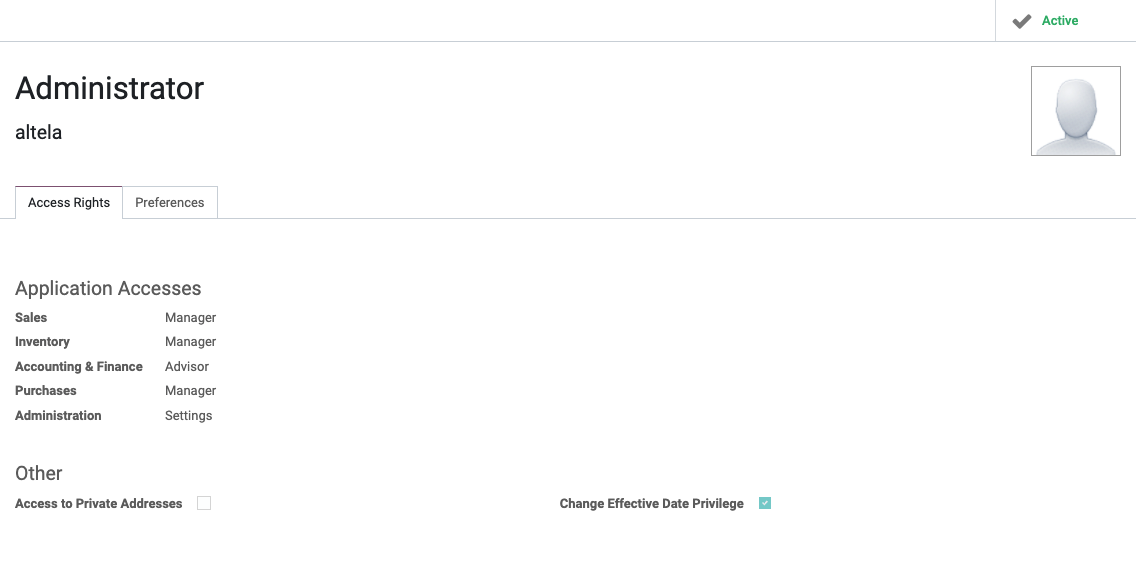 Active
Administrator
altela
Access Rights Preferences
Application Accesses
Sales Manager
Inventory Manager
Accounting & Finance Advisor
Purchases Manager
Administration Settings
Other
Access to Private Addresses Change Effective Date Privilege